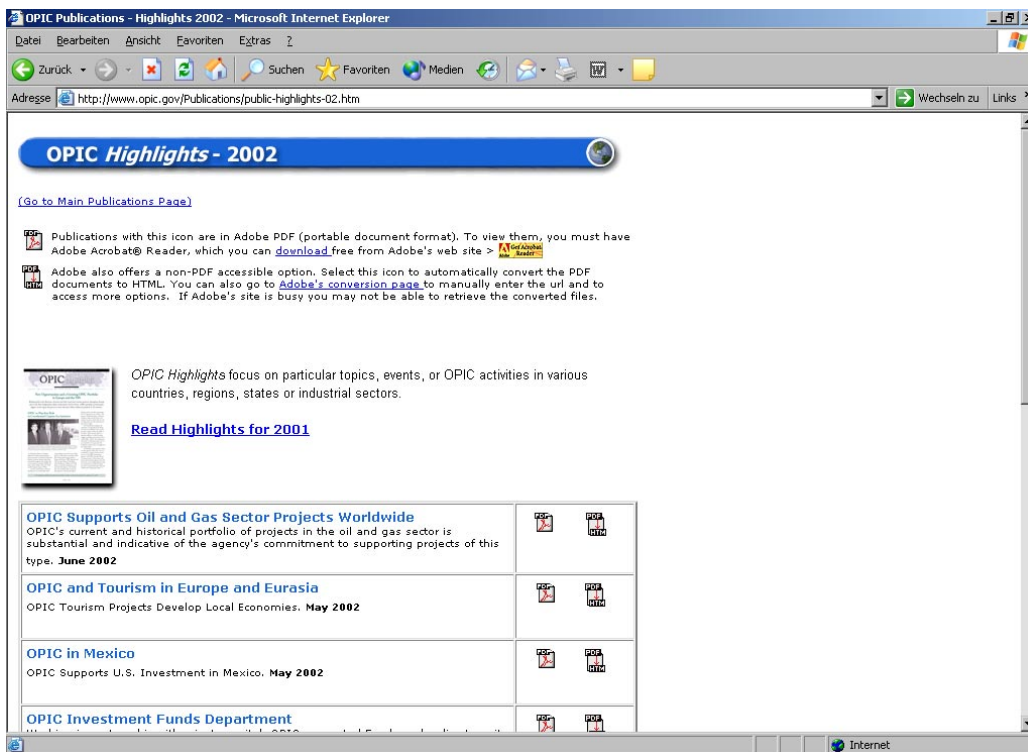 OPIC Publications - Highlights 2002 - Microsoft Internet Explorer
Datei Bearbeiten Ansicht Favoriten Extras ?
Zurück Suchen Favoriten Medien
Adresse http://www.opic.gov/Publications/public-highlights-02.htm Wechseln zu Links
OPIC Highlights - 2002
(Go to Main Publications Page)
Publications with this icon are in Adobe PDF (portable document format). To view them, you must have
Adobe Acrobat® Reader, which you can download free from Adobe's web site > Get Acrobat Reader
Adobe also offers a non-PDF accessible option. Select this icon to automatically convert the PDF
documents to HTML. You can also go to Adobe's conversion page to manually enter the url and to
access more options. If Adobe's site is busy you may not be able to retrieve the converted files.
OPIC
OPIC Highlights focus on particular topics, events, or OPIC activities in various
countries, regions, states or industrial sectors.
Read Highlights for 2001
OPIC Supports Oil and Gas Sector Projects Worldwide
OPIC's current and historical portfolio of projects in the oil and gas sector is
substantial and indicative of the agency's commitment to supporting projects of this
type. June 2002
OPIC and Tourism in Europe and Eurasia
OPIC Tourism Projects Develop Local Economies. May 2002
OPIC in Mexico
OPIC Supports U.S. Investment in Mexico. May 2002
OPIC Investment Funds Department
Internet